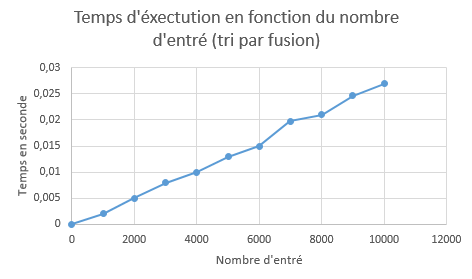 Temps d'éxectution en fonction du nombre
d'entré (tri par fusion)
0,03
0,025
0,02
0,015
0,01
0,005
0
Temps en seconde
0 2000 4000 6000 8000 10000 12000
Nombre d'entré